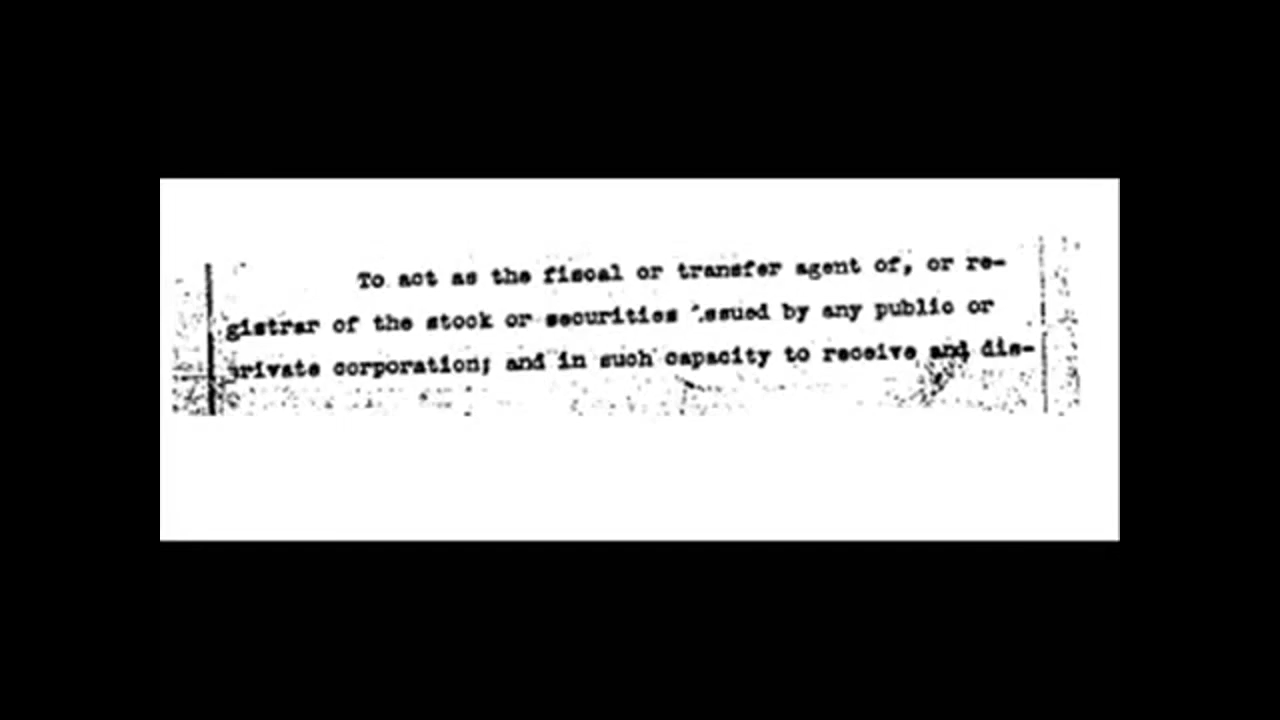 To act as the fiscal or transfer agent of, or re-
gistrar of the stock or securities issued by any public or
private corporation; and in such capacity to receive and dis-